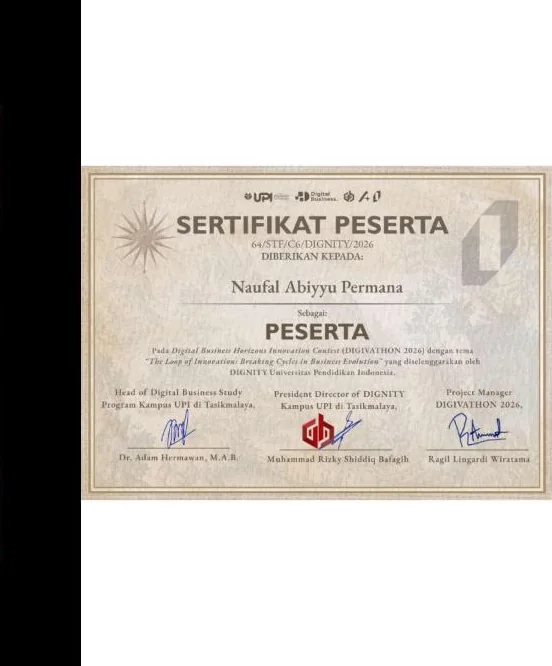 UPI
Digital Business
SERTIFIKAT PESERTA
64/STF/C6/DIGNITY/2026
DIBERIKAN KEPADA:
Naufal Abiyyu Permana
Sebagai:
PESERTA
Pada Digital Business Horizons Innovation Contest (DIGIVATHON 2026) dengan tema
"The Loop of Innovation: Breaking Cycles in Business Evolution" yang diselenggarakan oleh
DIGNITY Universitas Pendidikan Indonesia.
Head of Digital Business Study
Program Kampus UPI di Tasikmalaya,
Dr. Adam Hermawan, M.A.B.
President Director of DIGNITY
Kampus UPI di Tasikmalaya,
Muhammad Rizky Shiddiq Bafagih
Project Manager
DIGIVATHON 2026,
Ragil Lingardi Wiratama